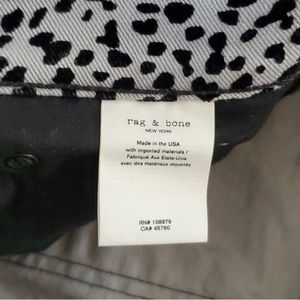 rag & bone
NEW YORK
Made in the USA
with imported materials /
Fabriqué Aux Etats-Unis
avec des matériaux importés
RN# 108879
CA# 45760